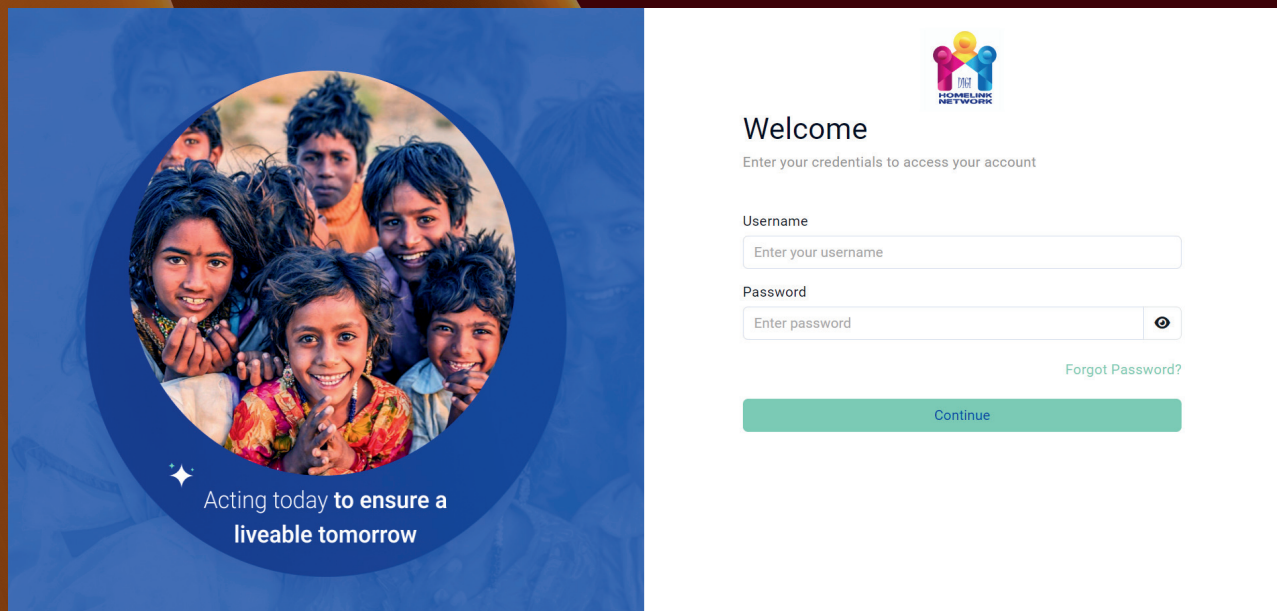 Acting today to ensure a
liveable tomorrow
DIGI
HOMELINK
NETWORK
Welcome
Enter your credentials to access your account
Username
Enter your username
Password
Enter password
Forgot Password?
Continue